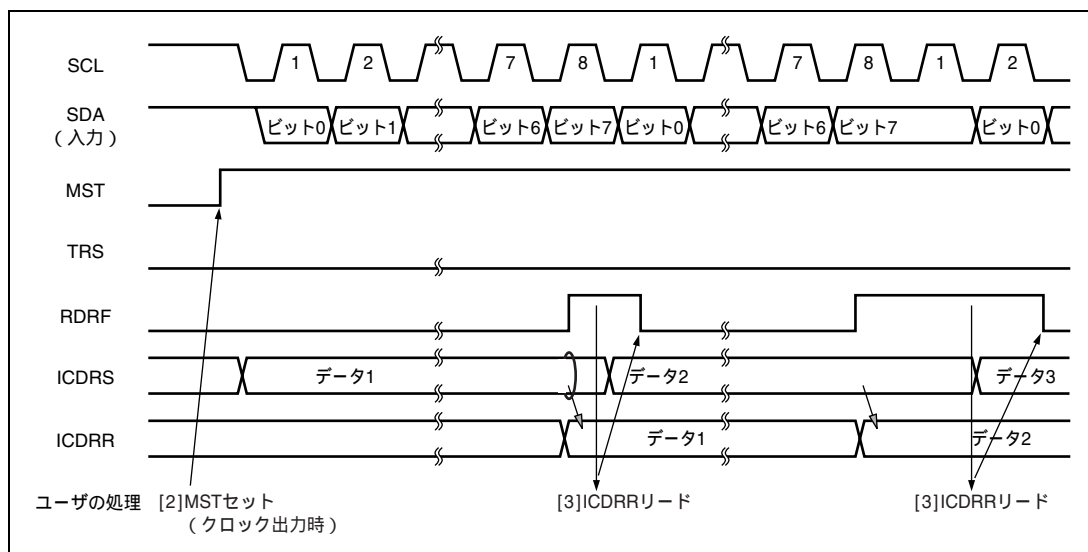 SCL 1 2 7 8 1 7 8 1 2
SDA
（入力） ビット0 ビット1 ビット6 ビット7 ビット0 ビット6 ビット7 ビット0
MST
TRS
RDRF
ICDRS データ1 データ2 データ3
ICDRR データ1 データ2
ユーザの処理 [2]MSTセット [3]ICDRRリード [3]ICDRRリード
（クロック出力時）